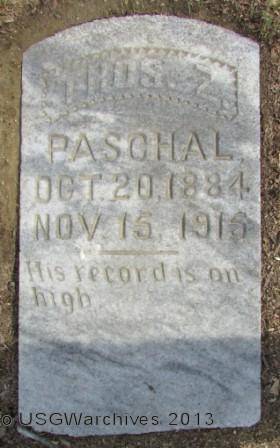 THOS. Z.
PASCHAL
OCT. 20, 1884
NOV. 15, 1915
His record is on
high
o USGWarchives 2013